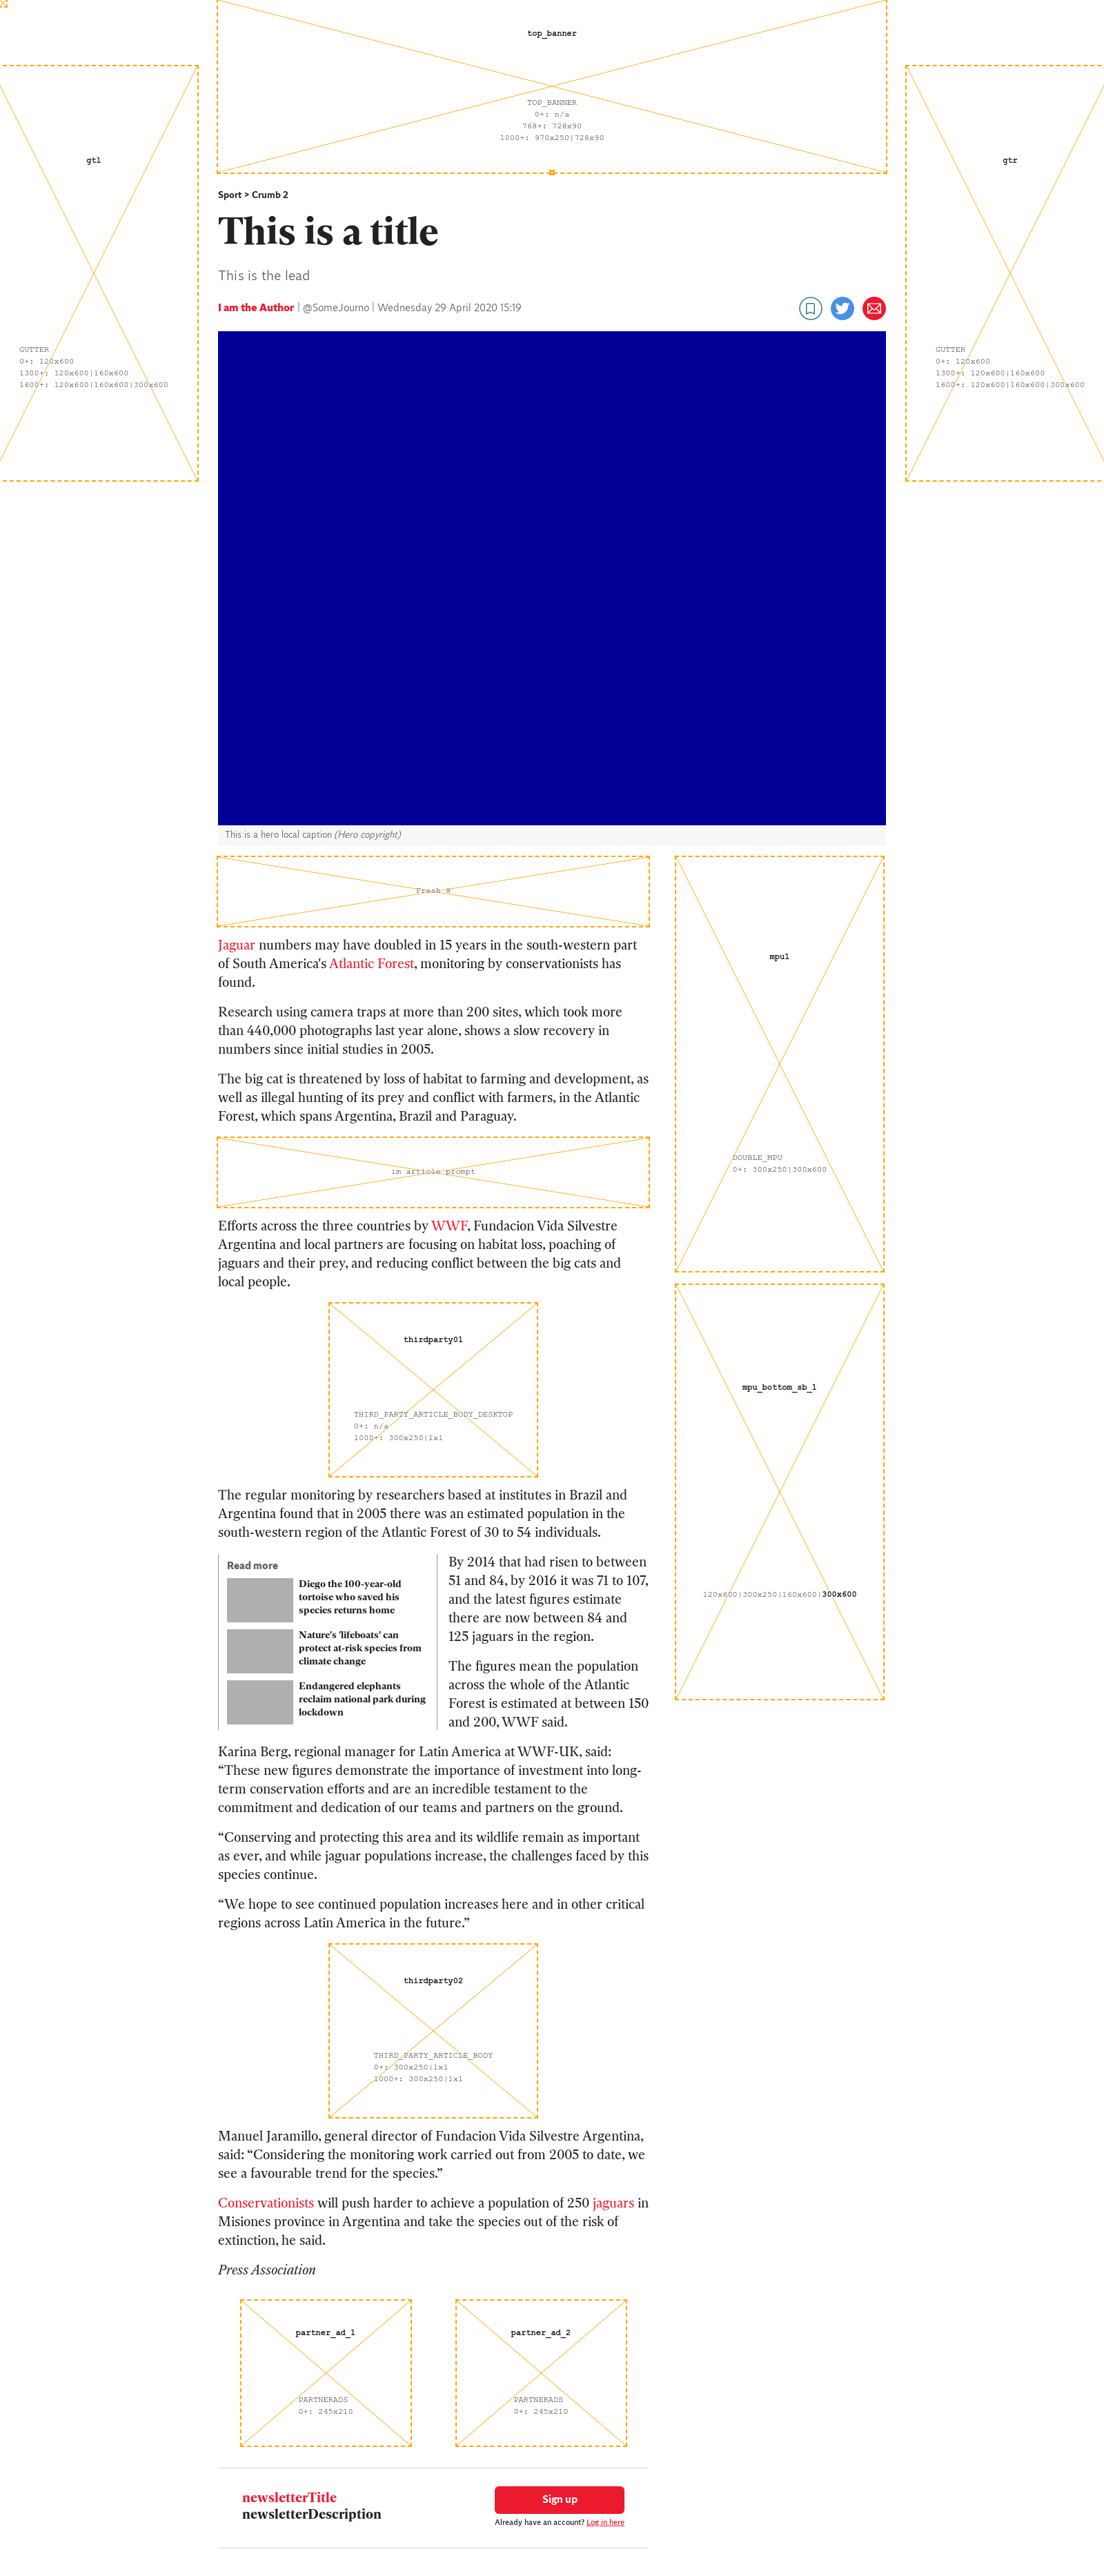 top_banner
TOP_BANNER
0+: n/a
768+: 728x90
1000+: 970x250|728x90
gtl
GUTTER
0+: 120x600
1300+: 120x600|160x600
1600+: 120x600|160x600|300x600
gtr
GUTTER
0+: 120x600
1300+: 120x600|160x600
1600+: 120x600|160x600|300x600
Sport > Crumb 2
This is a title
This is the lead
I am the Author | @SomeJourno | Wednesday 29 April 2020 15:19
This is a hero local caption (Hero copyright)
Fresh 8
Jaguar numbers may have doubled in 15 years in the south-western part
of South America's Atlantic Forest, monitoring by conservationists has
found.
Research using camera traps at more than 200 sites, which took more
than 440,000 photographs last year alone, shows a slow recovery in
numbers since initial studies in 2005.
The big cat is threatened by loss of habitat to farming and development, as
well as illegal hunting of its prey and conflict with farmers, in the Atlantic
Forest, which spans Argentina, Brazil and Paraguay.
im article prompt
Efforts across the three countries by WWF, Fundacion Vida Silvestre
Argentina and local partners are focusing on habitat loss, poaching of
jaguars and their prey, and reducing conflict between the big cats and
local people.
thirdparty01
THIRD_PARTY_ARTICLE_BODY_DESKTOP
0+: n/a
1000+: 300x250|1x1
The regular monitoring by researchers based at institutes in Brazil and
Argentina found that in 2005 there was an estimated population in the
south-western region of the Atlantic Forest of 30 to 54 individuals.
Read more
Diego the 100-year-old
tortoise who saved his
species returns home
Nature's 'lifeboats' can
protect at-risk species from
climate change
Endangered elephants
reclaim national park during
lockdown
By 2014 that had risen to between
51 and 84, by 2016 it was 71 to 107,
and the latest figures estimate
there are now between 84 and
125 jaguars in the region.
The figures mean the population
across the whole of the Atlantic
Forest is estimated at between 150
and 200, WWF said.
Karina Berg, regional manager for Latin America at WWF-UK, said:
“These new figures demonstrate the importance of investment into long-
term conservation efforts and are an incredible testament to the
commitment and dedication of our teams and partners on the ground.
“Conserving and protecting this area and its wildlife remain as important
as ever, and while jaguar populations increase, the challenges faced by this
species continue.
“We hope to see continued population increases here and in other critical
regions across Latin America in the future.”
thirdparty02
THIRD_PARTY_ARTICLE_BODY
0+: 300x250|1x1
1000+: 300x250|1x1
Manuel Jaramillo, general director of Fundacion Vida Silvestre Argentina,
said: “Considering the monitoring work carried out from 2005 to date, we
see a favourable trend for the species.”
Conservationists will push harder to achieve a population of 250 jaguars in
Misiones province in Argentina and take the species out of the risk of
extinction, he said.
Press Association
partner_ad_1
PARTNERADS
0+: 245x210
partner_ad_2
PARTNERADS
0+: 245x210
newsletterTitle
newsletterDescription
Sign up
Already have an account? Log in here
mpu1
DOUBLE_MPU
0+: 300x250|300x600
mpu_bottom_sb_1
120x600|300x250|160x600|300x600